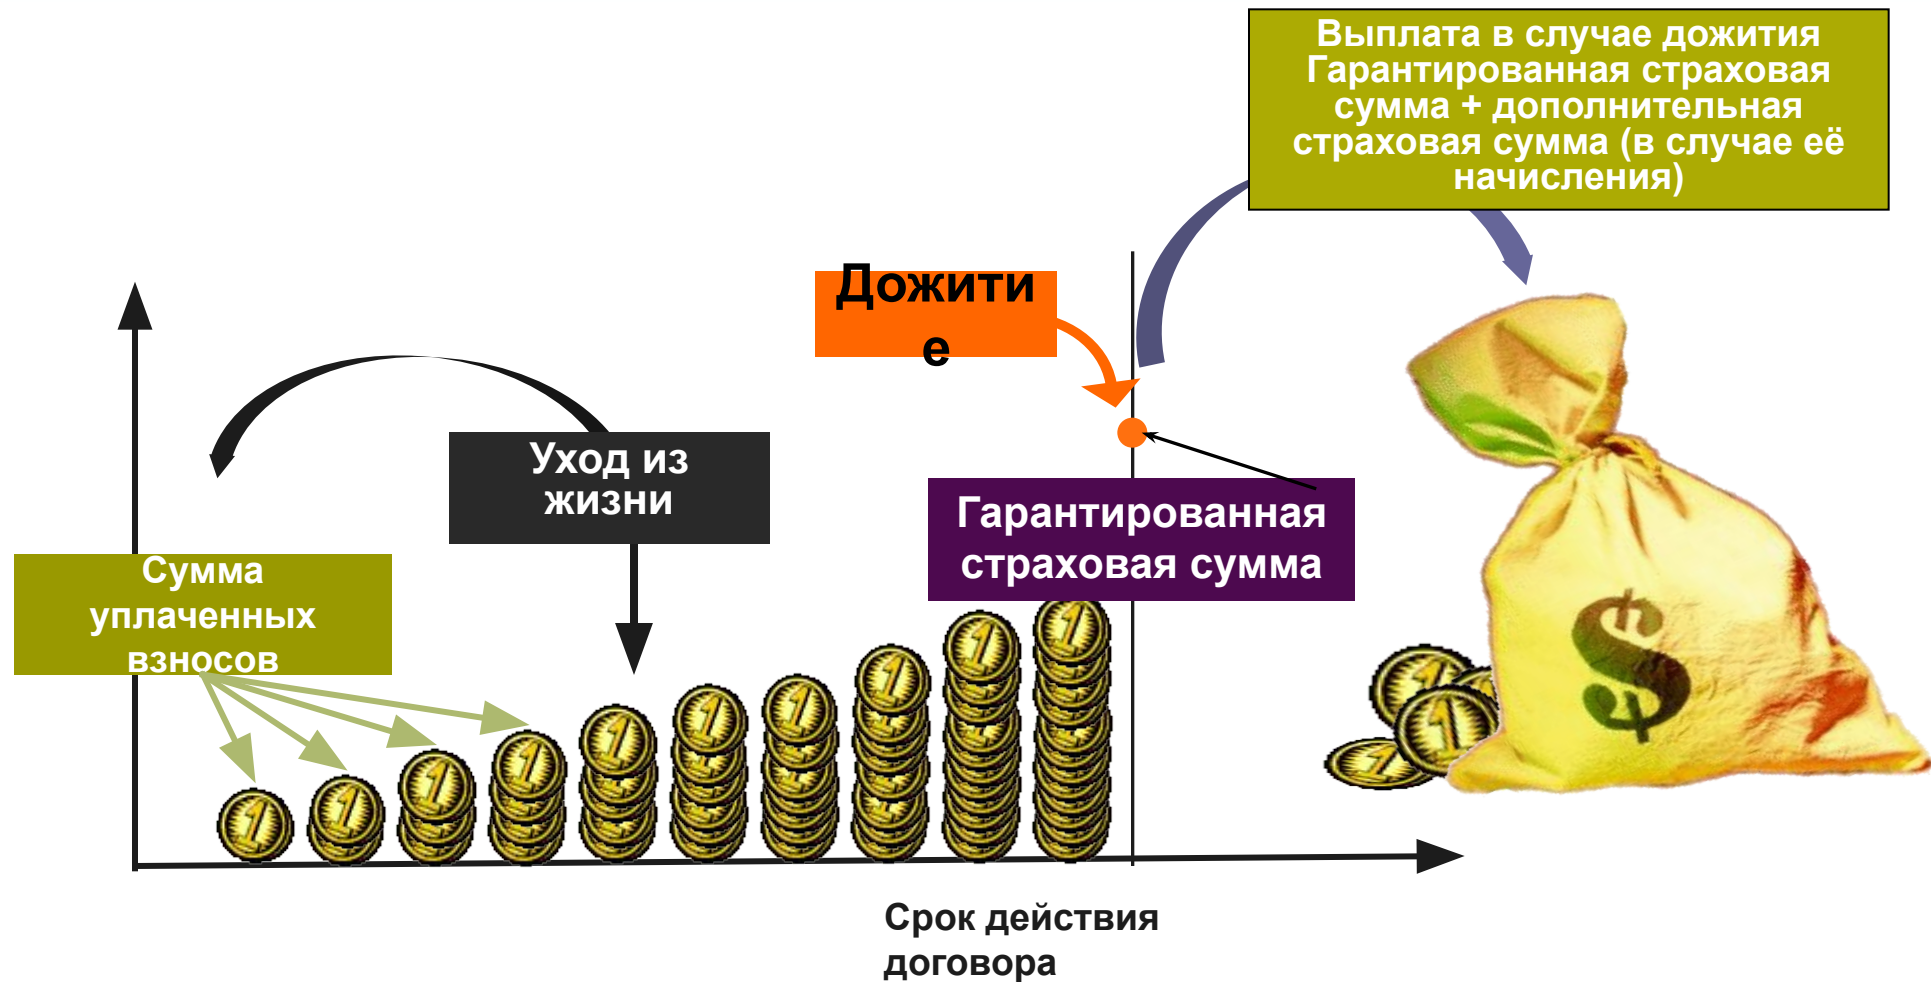 Выплата в случае дожития
Гарантированная страховая
сумма + дополнительная
страховая сумма (в случае её
начисления)
Дожити
е
Уход из
жизни
Гарантированная
страховая сумма
Сумма
уплаченных
взносов
Срок действия
договора